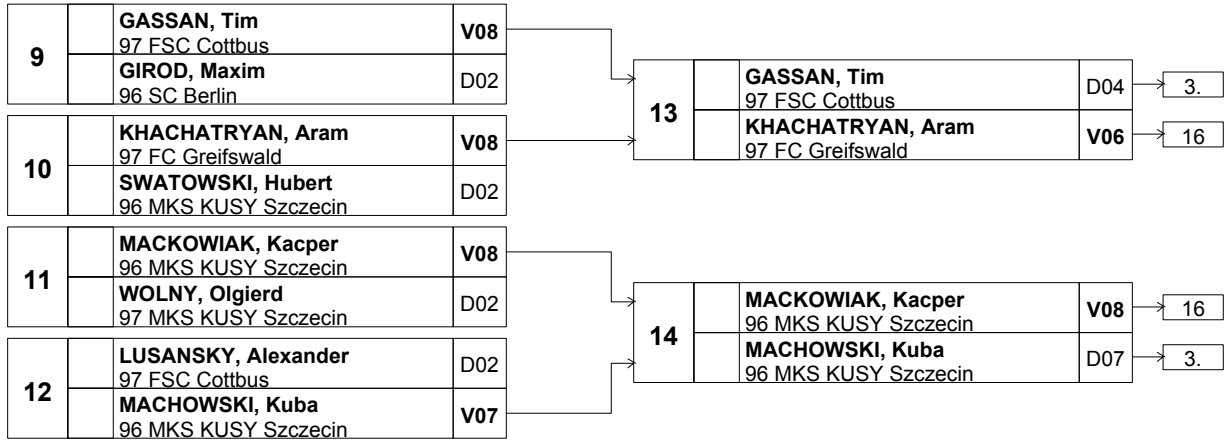 9
GASSAN, Tim
97 FSC Cottbus
V08
GIROD, Maxim
96 SC Berlin
D02
10
KHACHATRYAN, Aram
97 FC Greifswald
V08
SWATOWSKI, Hubert
96 MKS KUSY Szczecin
D02
11
MACKOWIAK, Kacper
96 MKS KUSY Szczecin
V08
WOLNY, Olgierd
97 MKS KUSY Szczecin
D02
12
LUSANSKY, Alexander
97 FSC Cottbus
D02
MACHOWSKI, Kuba
96 MKS KUSY Szczecin
V07
13
GASSAN, Tim
97 FSC Cottbus
D04
3.
KHACHATRYAN, Aram
97 FC Greifswald
V06
16
14
MACKOWIAK, Kacper
96 MKS KUSY Szczecin
V08
16
MACHOWSKI, Kuba
96 MKS KUSY Szczecin
D07
3.